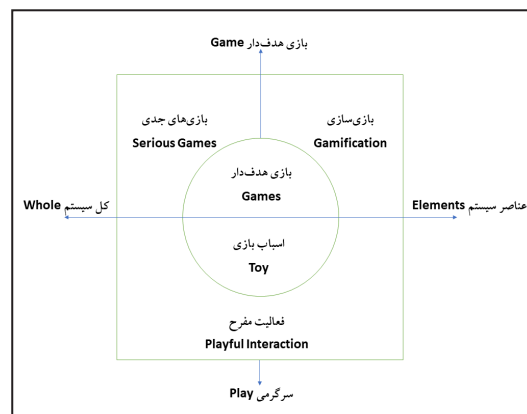 بازی هدف‌دار Game
بازی‌های جدی
Serious Games
بازی‌سازی
Gamification
بازی هدف‌دار
Games
کل سیستم Whole
عناصر سیستم Elements
اسباب بازی
Toy
فعالیت مفرح
Playful Interaction
سرگرمی Play